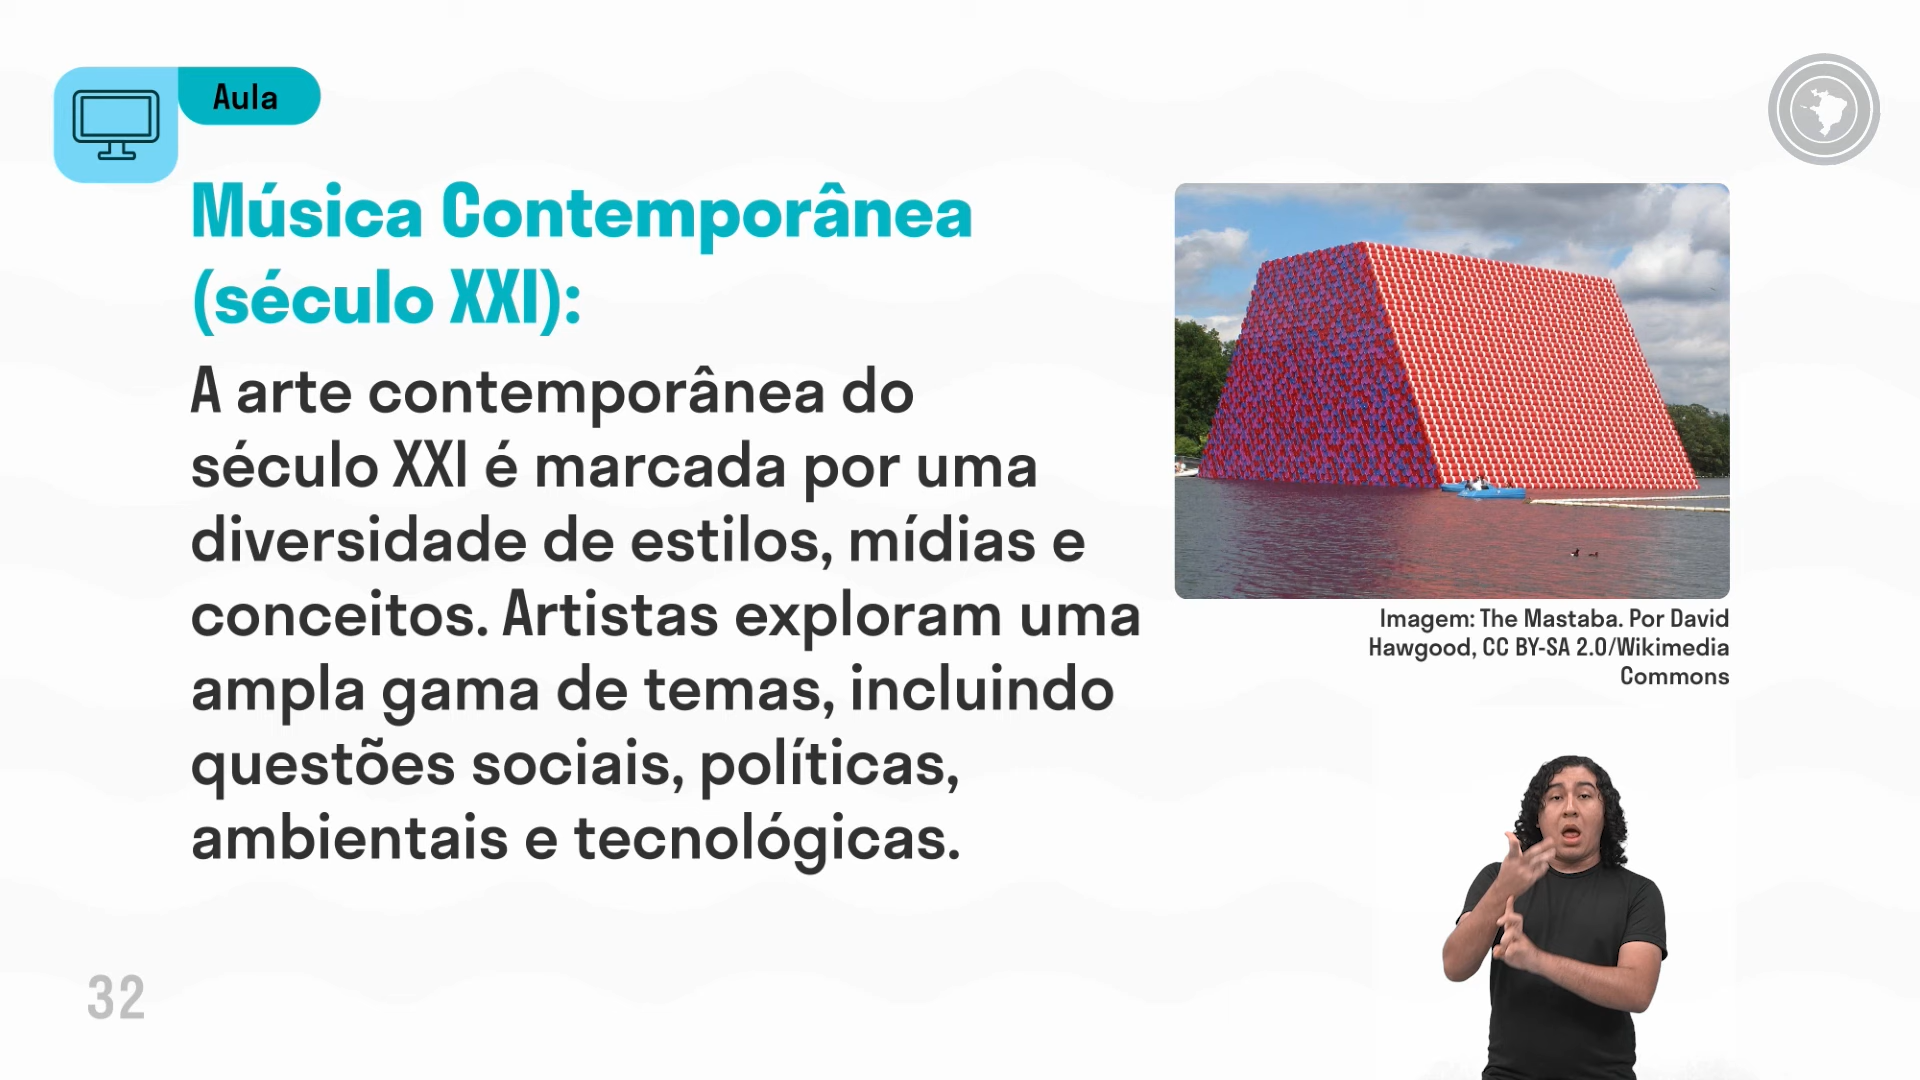 Aula
Música Contemporânea
(século XXI):
A arte contemporânea do
século XXI é marcada por uma
diversidade de estilos, mídias e
conceitos. Artistas exploram uma
ampla gama de temas, incluindo
questões sociais, políticas,
ambientais e tecnológicas.
Imagem: The Mastaba. Por David
Hawgood, CC BY-SA 2.0/Wikimedia
Commons
32